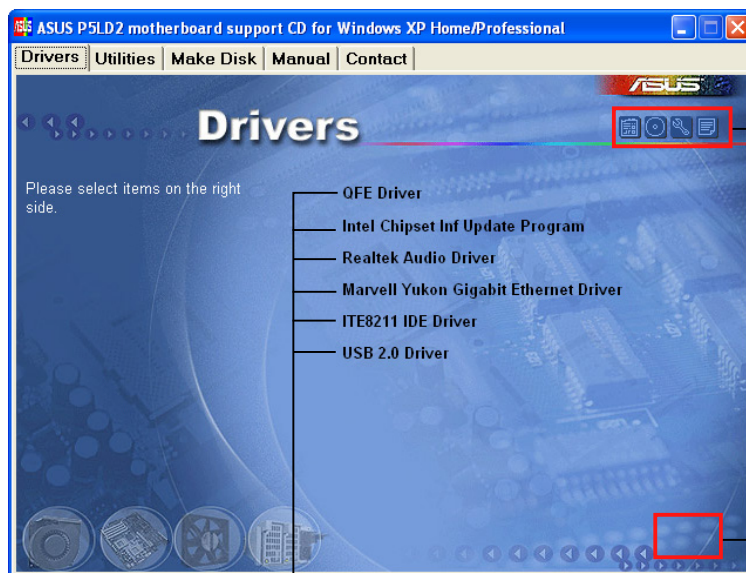 ASUS P5LD2 motherboard support CD for Windows XP Home/Professional
Drivers Utilities Make Disk Manual Contact
ASUS
Drivers
Please select items on the right
side.
QFE Driver
Intel Chipset Inf Update Program
Realtek Audio Driver
Marvell Yukon Gigabit Ethernet Driver
ITE8211 IDE Driver
USB 2.0 Driver